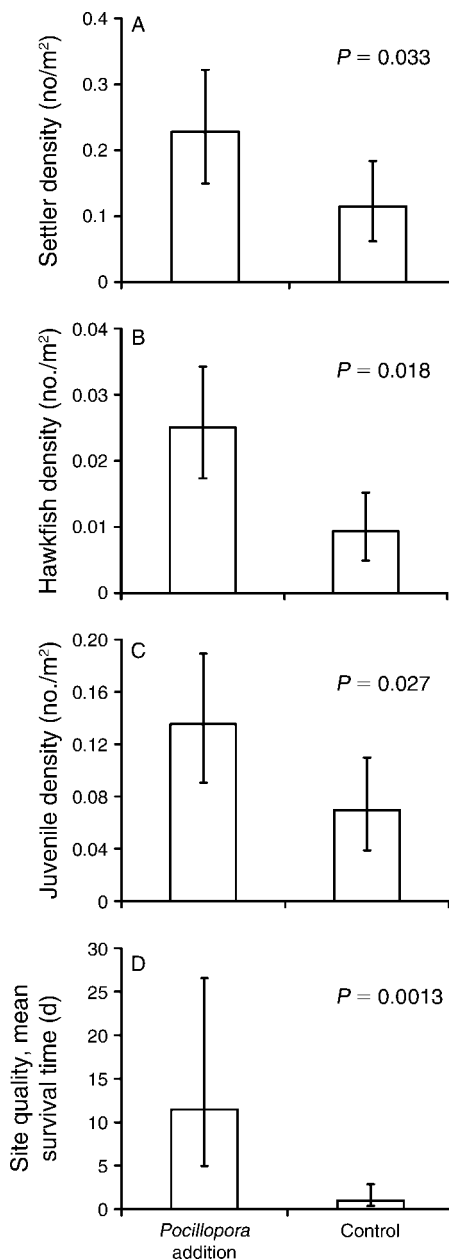 A
P = 0.033
Settler density (no/m²)
0.4
0.3
0.2
0.1
0
B
P = 0.018
Hawkfish density (no./m²)
0.04
0.03
0.02
0.01
0
C
P = 0.027
Juvenile density (no./m²)
0.20
0.16
0.12
0.08
0.04
0
D
P = 0.0013
Site quality, mean
survival time (d)
30
25
20
15
10
5
0
Pocillopora
addition
Control